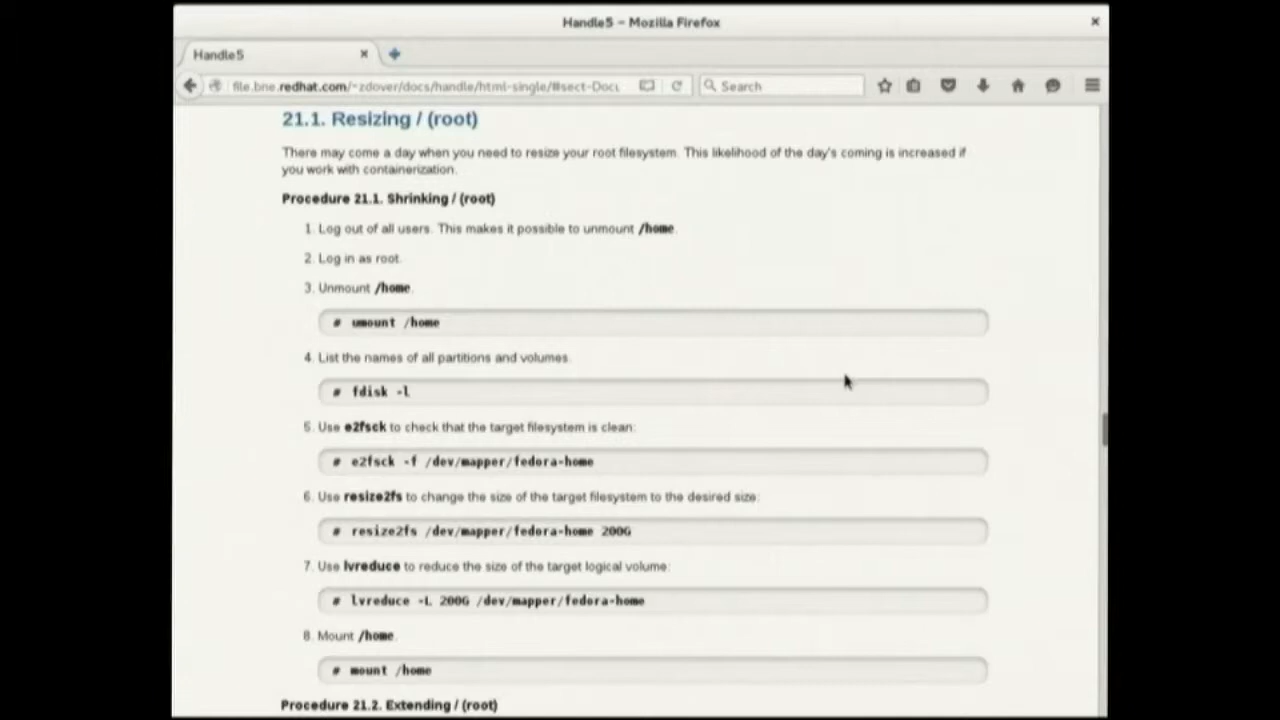 Handle5 - Mozilla Firefox
Handle5
file.bne.redhat.com/~zdover/docs/handle/html-single/#sect-Docu
Search
21.1. Resizing / (root)
There may come a day when you need to resize your root filesystem. This likelihood of the day's coming is increased if
you work with containerization.
Procedure 21.1. Shrinking / (root)
1. Log out of all users. This makes it possible to unmount /home.
2. Log in as root.
3. Unmount /home.
# umount /home
4. List the names of all partitions and volumes.
# fdisk -l
5. Use e2fsck to check that the target filesystem is clean:
# e2fsck -f /dev/mapper/fedora-home
6. Use resize2fs to change the size of the target filesystem to the desired size:
# resize2fs /dev/mapper/fedora-home 200G
7. Use lvreduce to reduce the size of the target logical volume:
# lvreduce -L 200G /dev/mapper/fedora-home
8. Mount /home.
# mount /home
Procedure 21.2. Extending / (root)